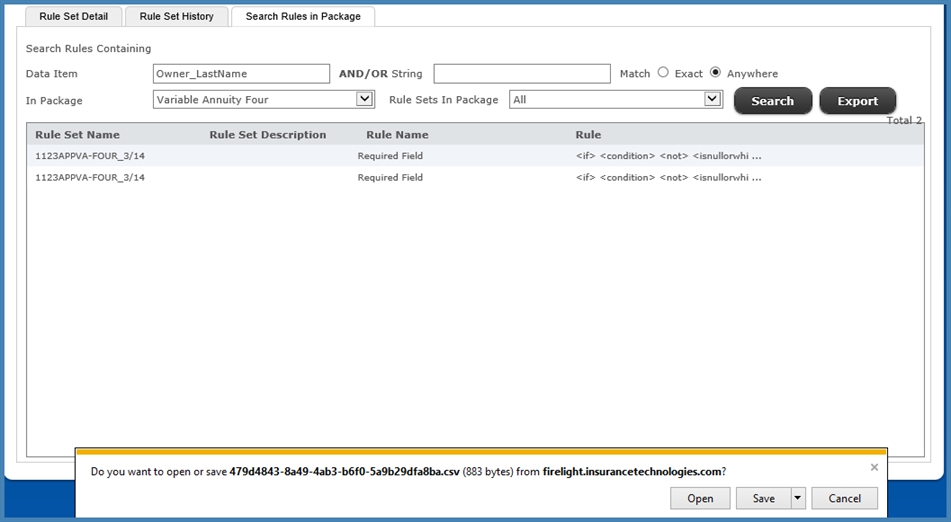 Rule Set Detail Rule Set History Search Rules in Package
Search Rules Containing
Data Item Owner_LastName AND/OR String Match Exact Anywhere
In Package Variable Annuity Four Rule Sets In Package All Search Export
Total 2
Rule Set Name Rule Set Description Rule Name Rule
1123APPVA-FOUR_3/14 Required Field <if> <condition> <not> <isnullorwhi ...
1123APPVA-FOUR_3/14 Required Field <if> <condition> <not> <isnullorwhi ...
Do you want to open or save 479d4843-8a49-4ab3-b6f0-5a9b29dfa8ba.csv (883 bytes) from firelight.insurancetechnologies.com?
Open Save Cancel